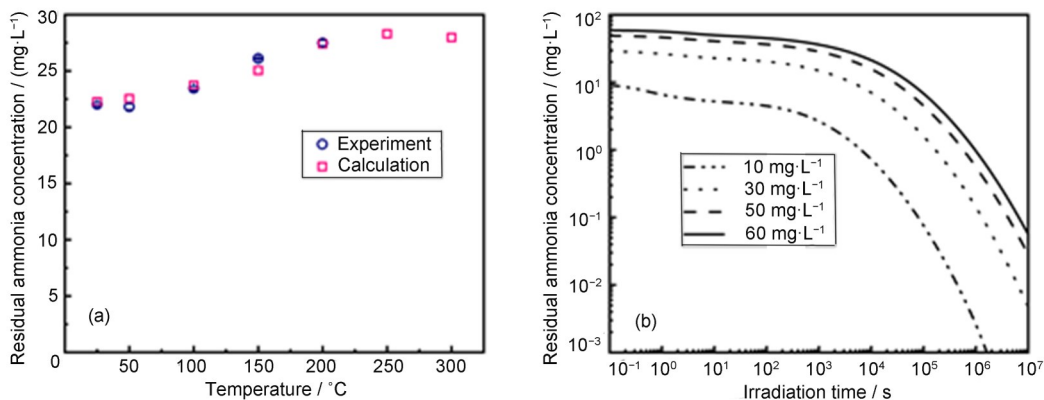 Residual ammonia concentration / (mg·L⁻¹)
30
25
20
25
10
5
0
Experiment
Calculation
(a)
50 100 150 200 250 300
Temperature / ˚C
Residual ammonia concentration / (mg·L⁻¹)
10²
10¹
10⁰
10⁻¹
10⁻²
10⁻³
10 mg·L⁻¹
30 mg·L⁻¹
50 mg·L⁻¹
60 mg·L⁻¹
(b)
10⁻¹ 10⁰ 10¹ 10² 10³ 10⁴ 10⁵ 10⁶ 10⁷
Irradiation time / s